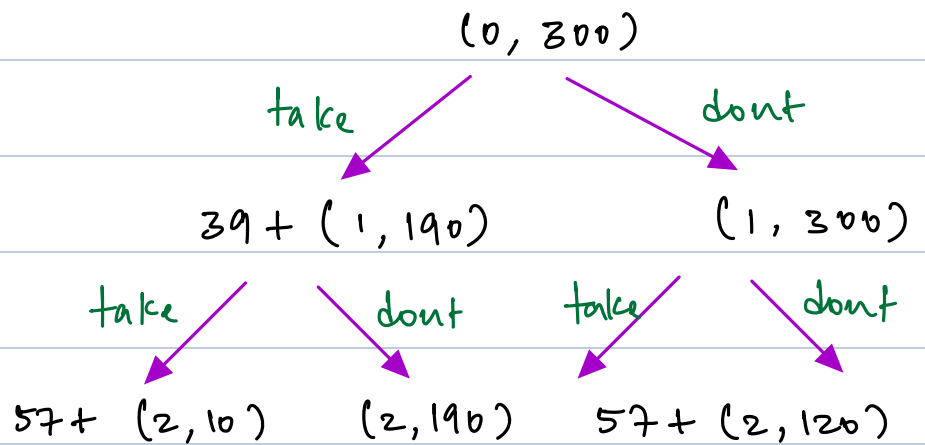 (0, 300)
take dont
39 + (1, 190) (1, 300)
take dont take dont
57 + (2, 10) (2, 190) 57 + (2, 120)